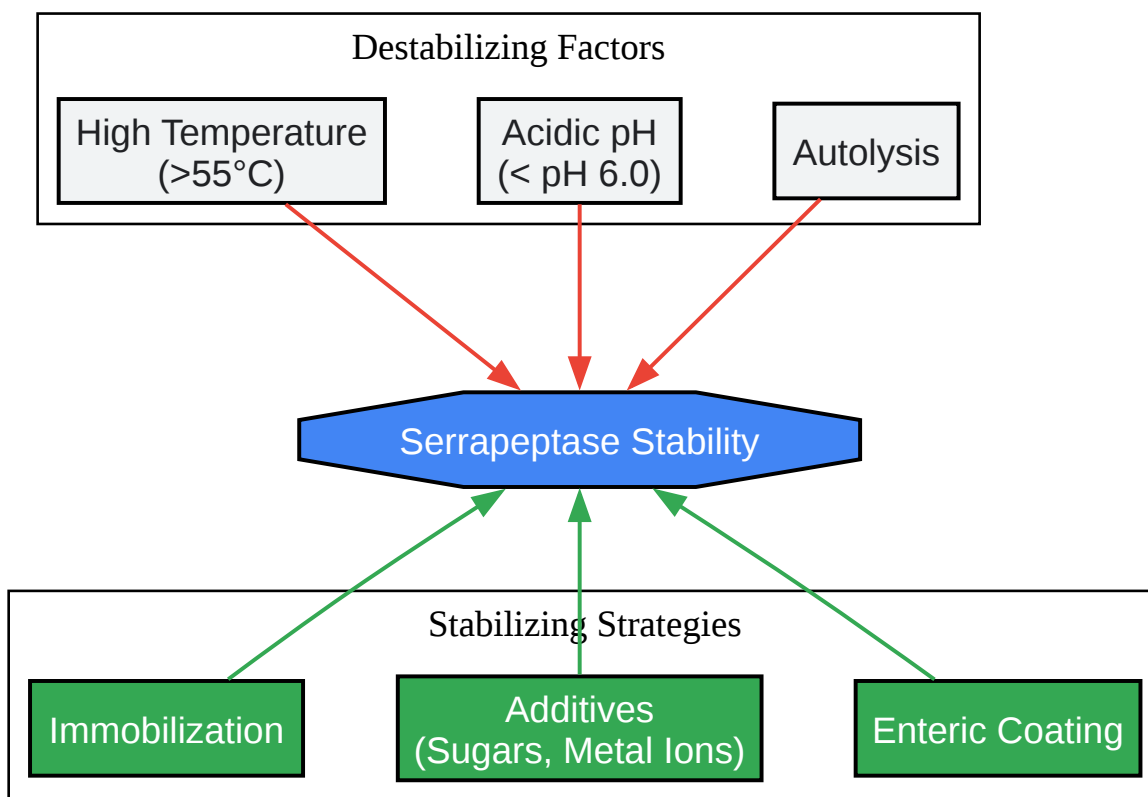 Destabilizing Factors
High Temperature
(>55°C)
Acidic pH
(< pH 6.0)
Autolysis
Serrapeptase Stability
Stabilizing Strategies
Immobilization
Additives
(Sugars, Metal Ions)
Enteric Coating